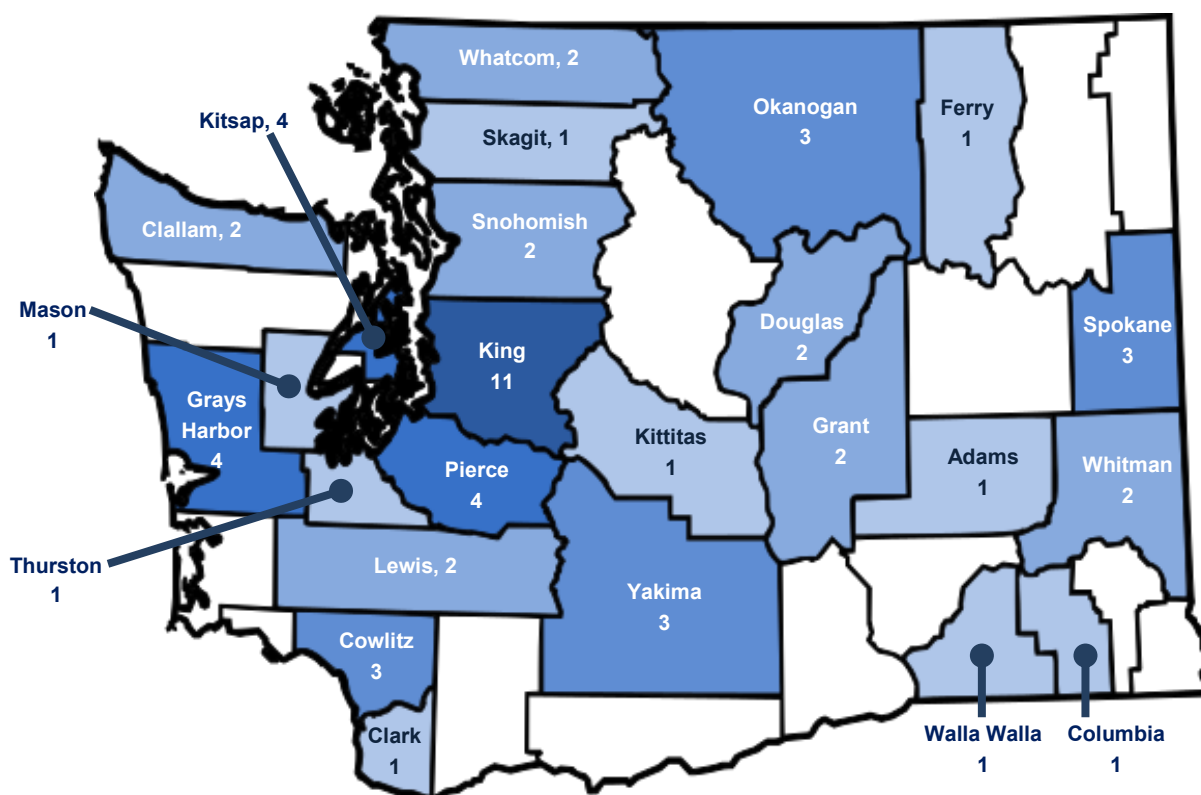 Whatcom, 2
Okanogan
3
Ferry
1
Kitsap, 4
Skagit, 1
Snohomish
2
Clallam, 2
Mason
1
King
11
Douglas
2
Spokane
3
Grays
Harbor
4
Kittitas
1
Grant
2
Adams
1
Whitman
2
Pierce
4
Thurston
1
Lewis, 2
Yakima
3
Cowlitz
3
Clark
1
Walla Walla
1
Columbia
1